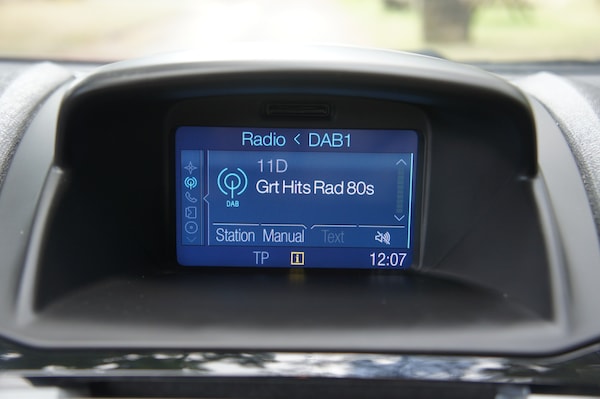 Radio < DAB1
11D
Grt Hits Rad 80s
DAB
Station Manual Text
TP i 12:07